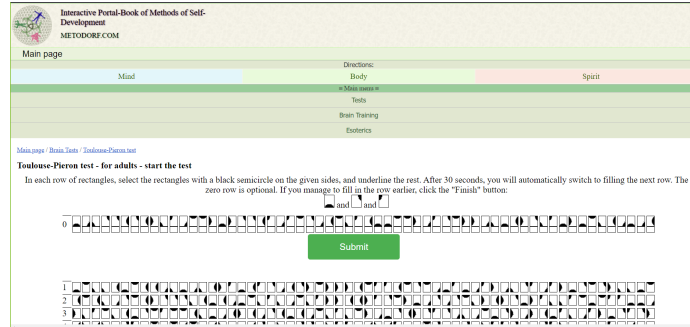 Interactive Portal-Book of Methods of Self-
Development
METODORF.COM
Main page
Directions:
Mind Body Spirit
≡ Main menu ≡
Tests
Brain Training
Esoterics
Main page / Brain Tests / Toulouse-Pieron test
Toulouse-Pieron test - for adults - start the test
In each row of rectangles, select the rectangles with a black semicircle on the given sides, and underline the rest. After 30 seconds, you will automatically switch to filling the next row. The
zero row is optional. If you manage to fill in the row earlier, click the "Finish" button:
and and
0
Submit
1
2
3